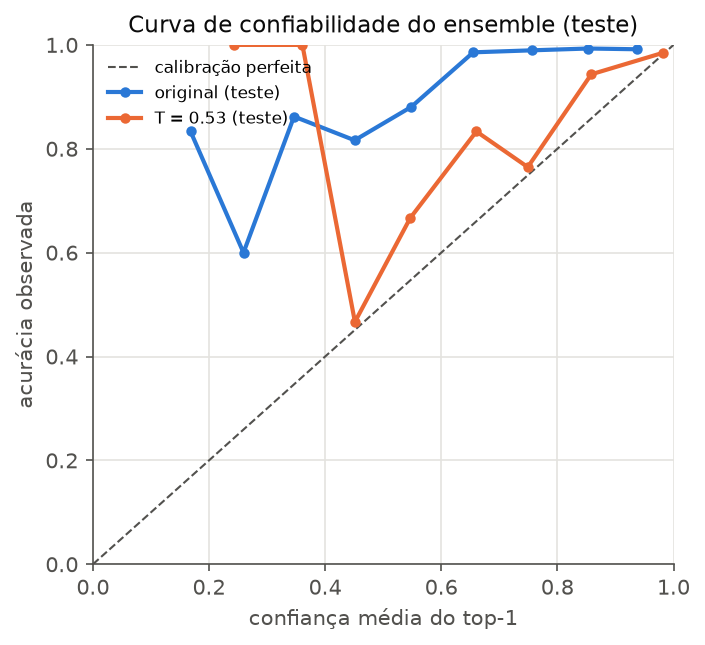 Curva de confiabilidade do ensemble (teste)
calibração perfeita
original (teste)
T = 0.53 (teste)
acurácia observada
1.0
0.8
0.6
0.4
0.2
0.0
0.0 0.2 0.4 0.6 0.8 1.0
confiança média do top-1